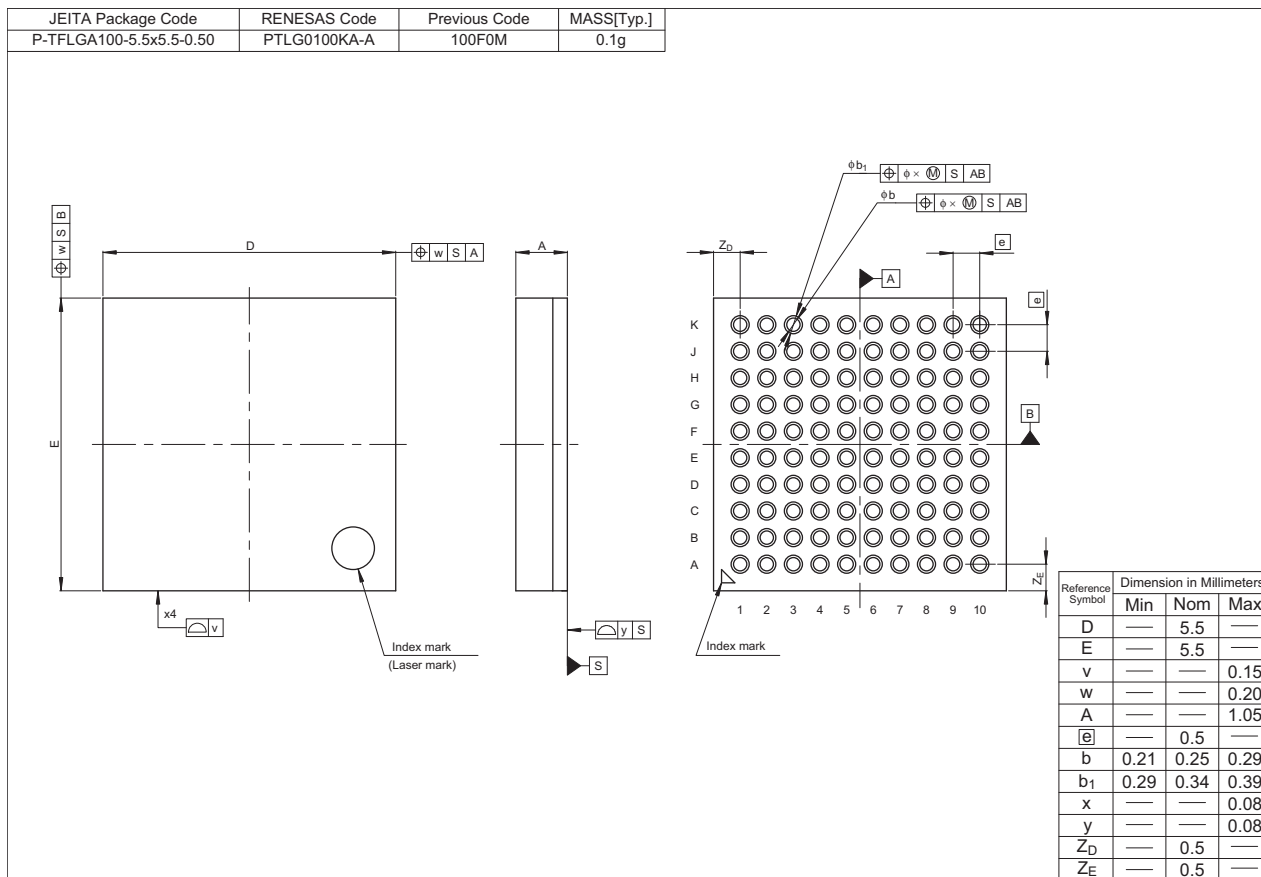 JEITA Package Code RENESAS Code Previous Code MASS[Typ.]
P-TFLGA100-5.5x5.5-0.50 PTLG0100KA-A 100F0M 0.1g
φb1 ⌖ φ× Ⓜ S AB
φb ⌖ φ× Ⓜ S AB
w S B
D
⌖ w S A
A
ZD
A
e
e
E
B
K
J
H
G
F
E
D
C
B
A
ZE
1 2 3 4 5 6 7 8 9 10
x4
⌓ v
Index mark
(Laser mark)
⌓ y S
S
Index mark
Reference Symbol Dimension in Millimeters
Min Nom Max
D — 5.5 —
E — 5.5 —
v — — 0.15
w — — 0.20
A — — 1.05
e — 0.5 —
b 0.21 0.25 0.29
b1 0.29 0.34 0.39
x — — 0.08
y — — 0.08
ZD — 0.5 —
ZE — 0.5 —